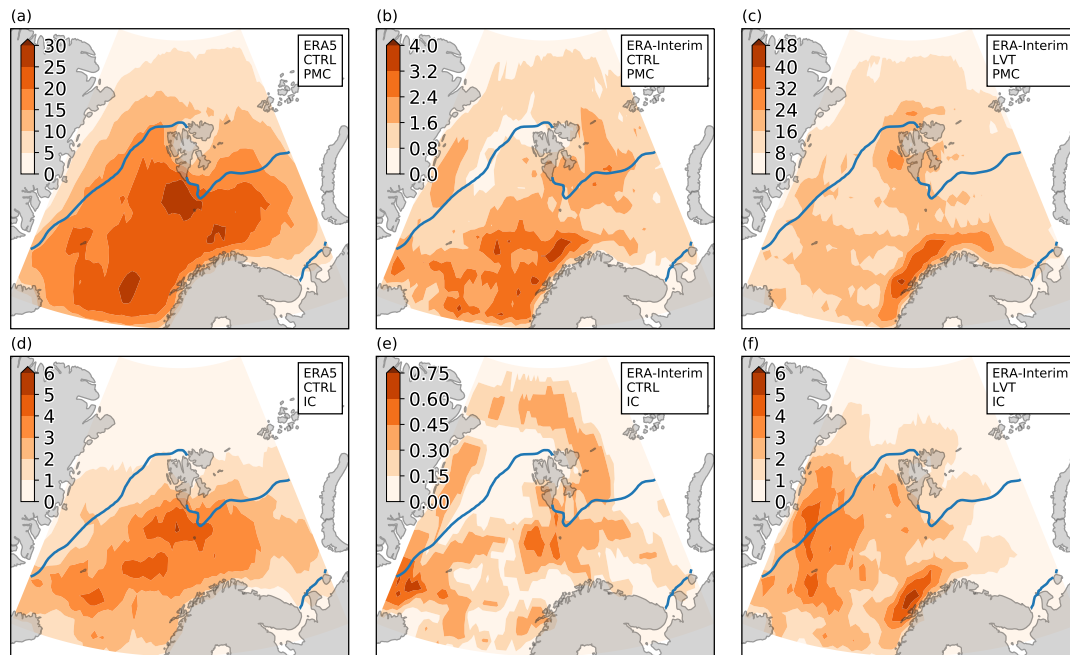 (a)
30
25
20
15
10
5
0
ERA5
CTRL
PMC
(b)
4.0
3.2
2.4
1.6
0.8
0.0
ERA-Interim
CTRL
PMC
(c)
48
40
32
24
16
8
0
ERA-Interim
LVT
PMC
(d)
6
5
4
3
2
1
0
ERA5
CTRL
IC
(e)
0.75
0.60
0.45
0.30
0.15
0.00
ERA-Interim
CTRL
IC
(f)
6
5
4
3
2
1
0
ERA-Interim
LVT
IC